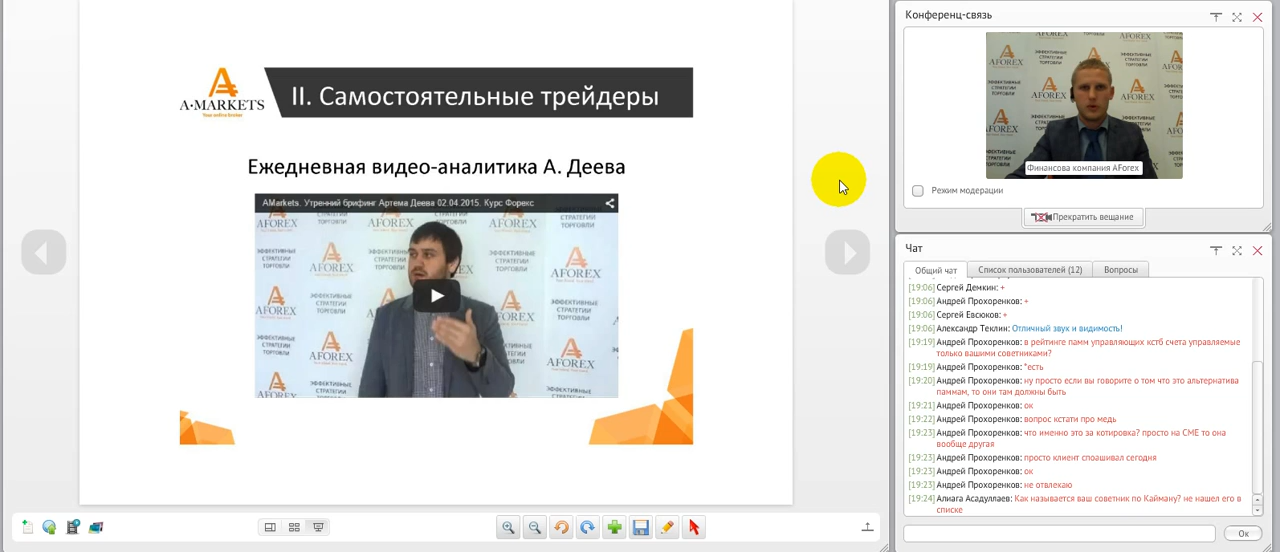 A·MARKETS
Your online broker
II. Самостоятельные трейдеры
Ежедневная видео-аналитика А. Деева
AMarkets. Утренний брифинг Артема Деева 02.04.2015. Курс Форекс
AFOREX
ЭФФЕКТИВНЫЕ
СТРАТЕГИИ
ТОРГОВЛИ
Конференц-связь
AFOREX
ЭФФЕКТИВНЫЕ
СТРАТЕГИИ
ТОРГОВЛИ
Финансова компания AForex
Режим модерации
Прекратить вещание
Чат
Общий чат
Список пользователей (12)
Вопросы
[19:06] Сергей Демкин: +
[19:06] Андрей Прохоренков: +
[19:06] Сергей Евсюков: +
[19:06] Александр Теклин: Отличный звук и видимость!
[19:19] Андрей Прохоренков: в рейтинге памм управляющих кстб счета управляемые
только вашими советниками?
[19:19] Андрей Прохоренков: *есть
[19:20] Андрей Прохоренков: ну просто если вы говорите о том что это альтернатива
паммам, то они там должны быть
[19:21] Андрей Прохоренков: ок
[19:22] Андрей Прохоренков: вопрос кстати про медь
[19:23] Андрей Прохоренков: что именно это за котировка? просто на CME то она
вообще другая
[19:23] Андрей Прохоренков: просто клиент спошивал сегодня
[19:23] Андрей Прохоренков: ок
[19:23] Андрей Прохоренков: не отвлекаю
[19:24] Алиага Асадуллаев: Как называется ваш советник по Кайману? не нашел его в
списке
Ок